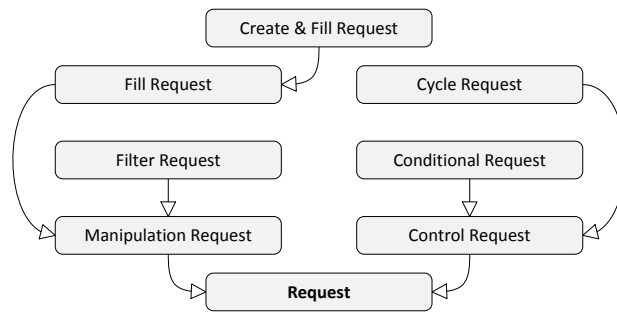 Create & Fill Request
Fill Request
Cycle Request
Filter Request
Conditional Request
Manipulation Request
Control Request
Request